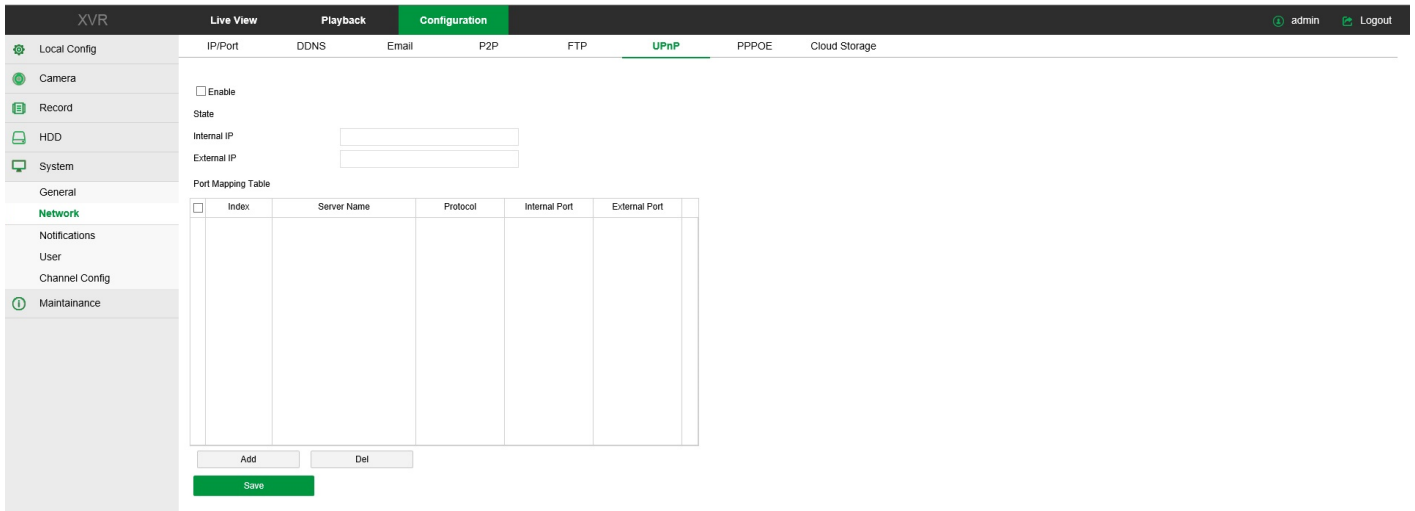 XVR Live View Playback Configuration admin Logout
Local Config IP/Port DDNS Email P2P FTP UPnP PPPOE Cloud Storage
Camera
Record
HDD
System
General
Network
Notifications
User
Channel Config
Maintainance
Enable
State
Internal IP
External IP
Port Mapping Table
Index Server Name Protocol Internal Port External Port
Add Del
Save